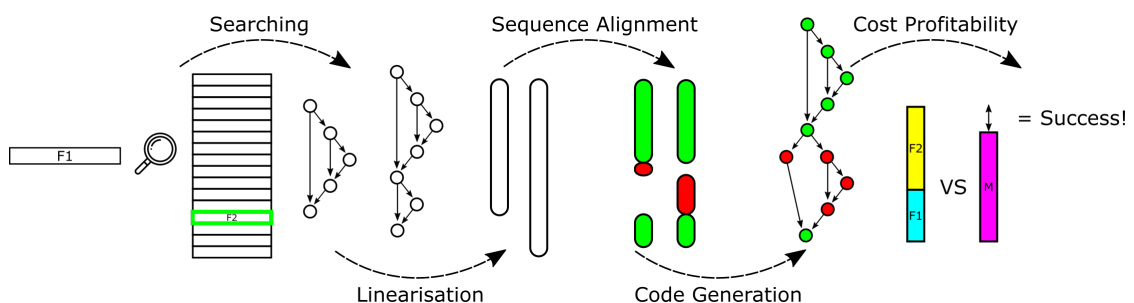 Searching
Sequence Alignment
Cost Profitability
F1
F2
F2
F1
VS
M
= Success!
Linearisation
Code Generation